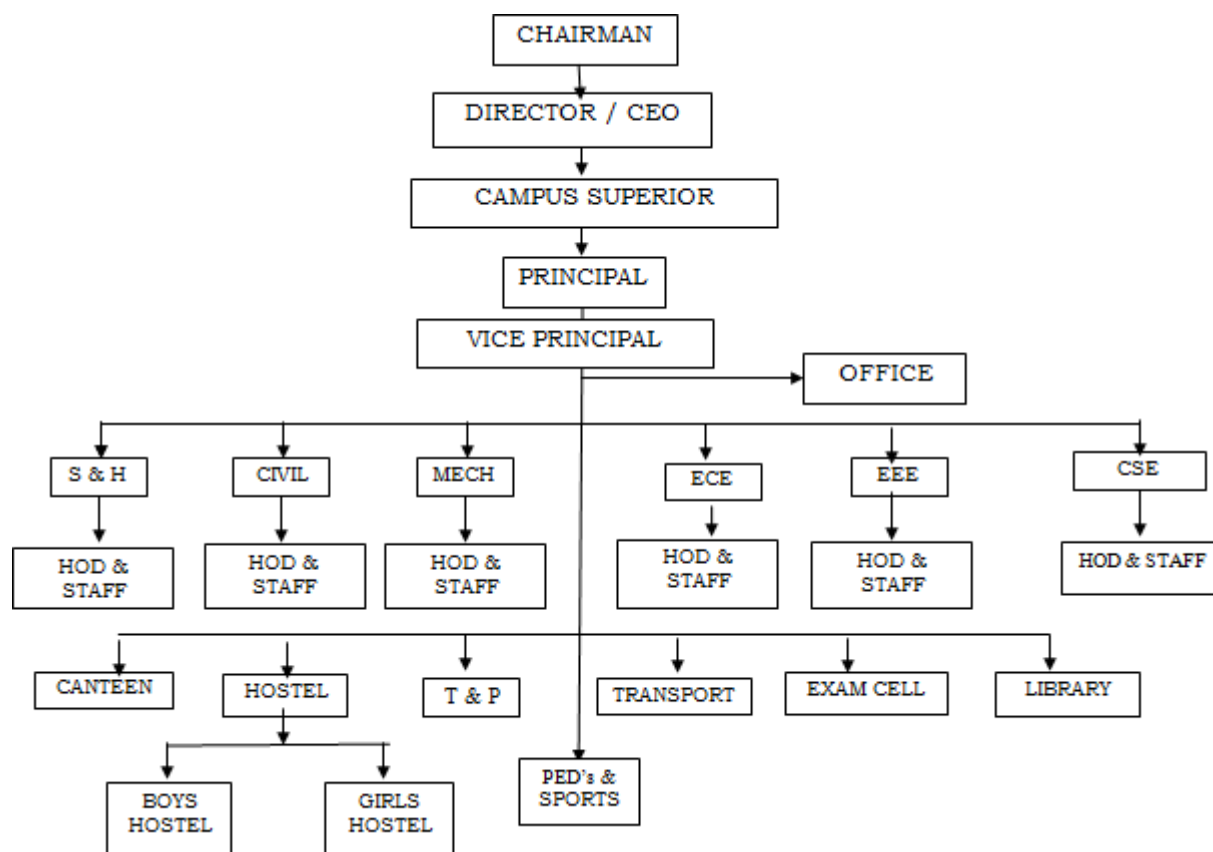 CHAIRMAN
DIRECTOR / CEO
CAMPUS SUPERIOR
PRINCIPAL
VICE PRINCIPAL
OFFICE
S & H
CIVIL
MECH
ECE
EEE
CSE
HOD &
STAFF
HOD &
STAFF
HOD &
STAFF
HOD &
STAFF
HOD &
STAFF
HOD & STAFF
CANTEEN
HOSTEL
T & P
TRANSPORT
EXAM CELL
LIBRARY
BOYS
HOSTEL
GIRLS
HOSTEL
PED's &
SPORTS